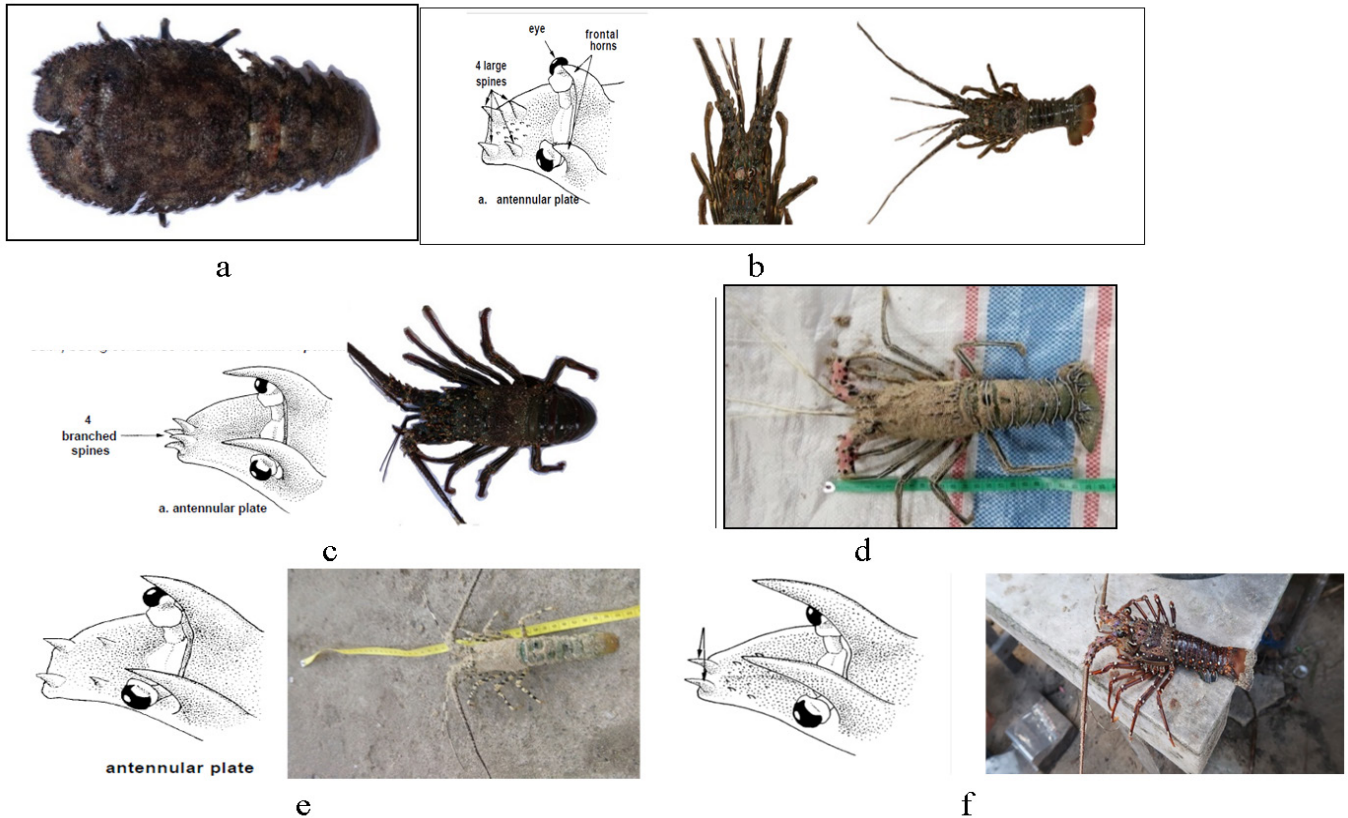 eye
frontal
horns
4 large
spines
a. antennular plate
a
b
4
branched
spines
a. antennular plate
c
d
antennular plate
e
f